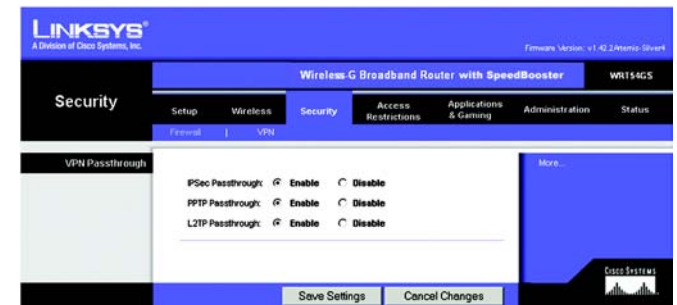 LINKSYS®
A Division of Cisco Systems, Inc.
Firmware Version: v1.42.2Artemis-Silver4
Wireless-G Broadband Router with SpeedBooster WRT54GS
Security
Setup Wireless Security Access Restrictions Applications & Gaming Administration Status
Firewall | VPN
VPN Passthrough
More...
IPSec Passthrough: Enable Disable
PPTP Passthrough: Enable Disable
L2TP Passthrough: Enable Disable
CISCO SYSTEMS
Save Settings Cancel Changes